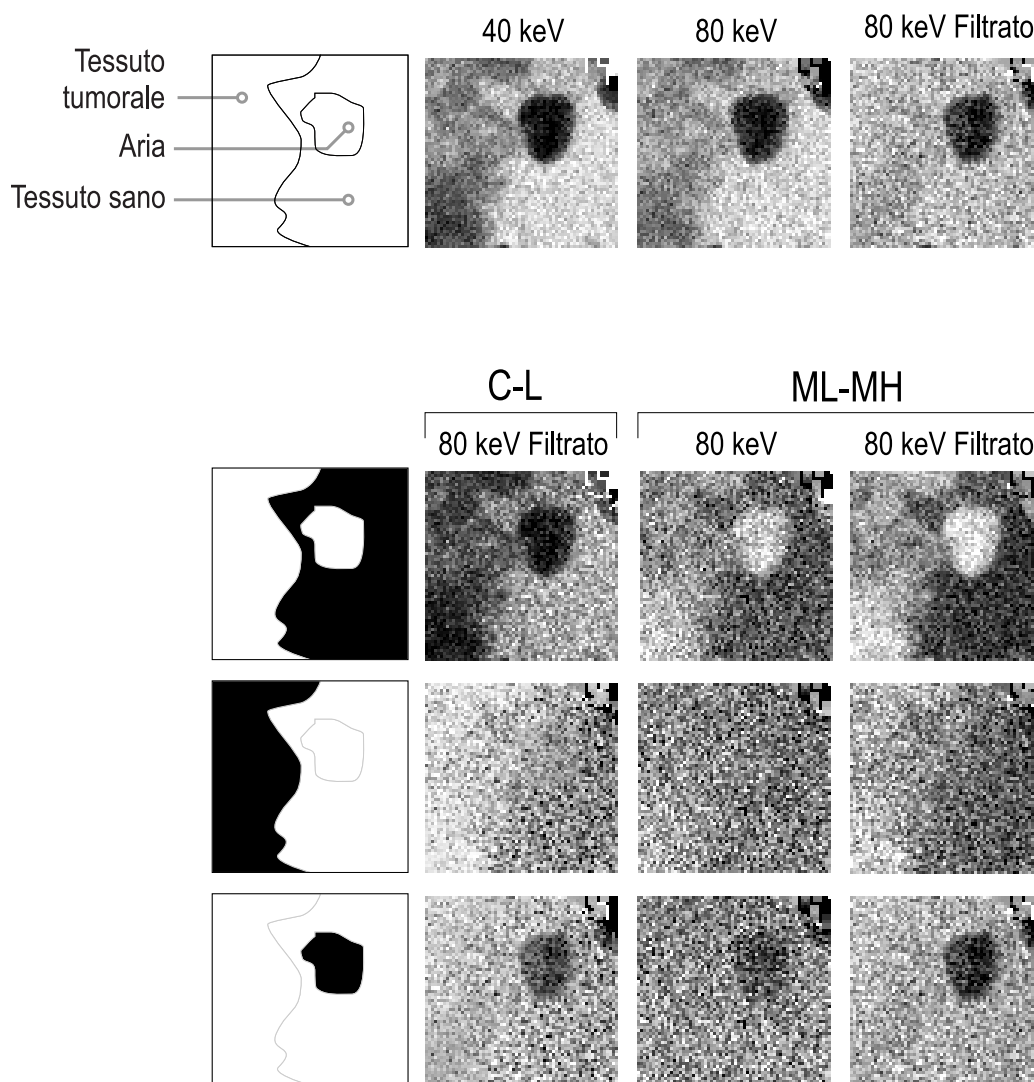 40 keV
80 keV
80 keV Filtrato
Tessuto
tumorale
Aria
Tessuto sano
C-L
ML-MH
80 keV Filtrato
80 keV
80 keV Filtrato